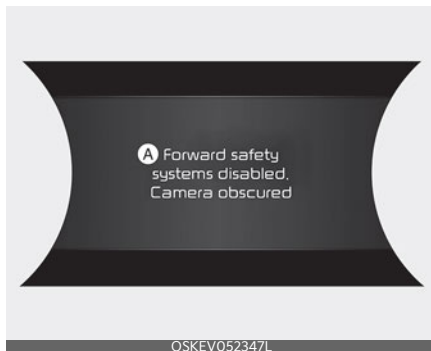 A Forward safety
systems disabled.
Camera obscured
OSKEV052347L